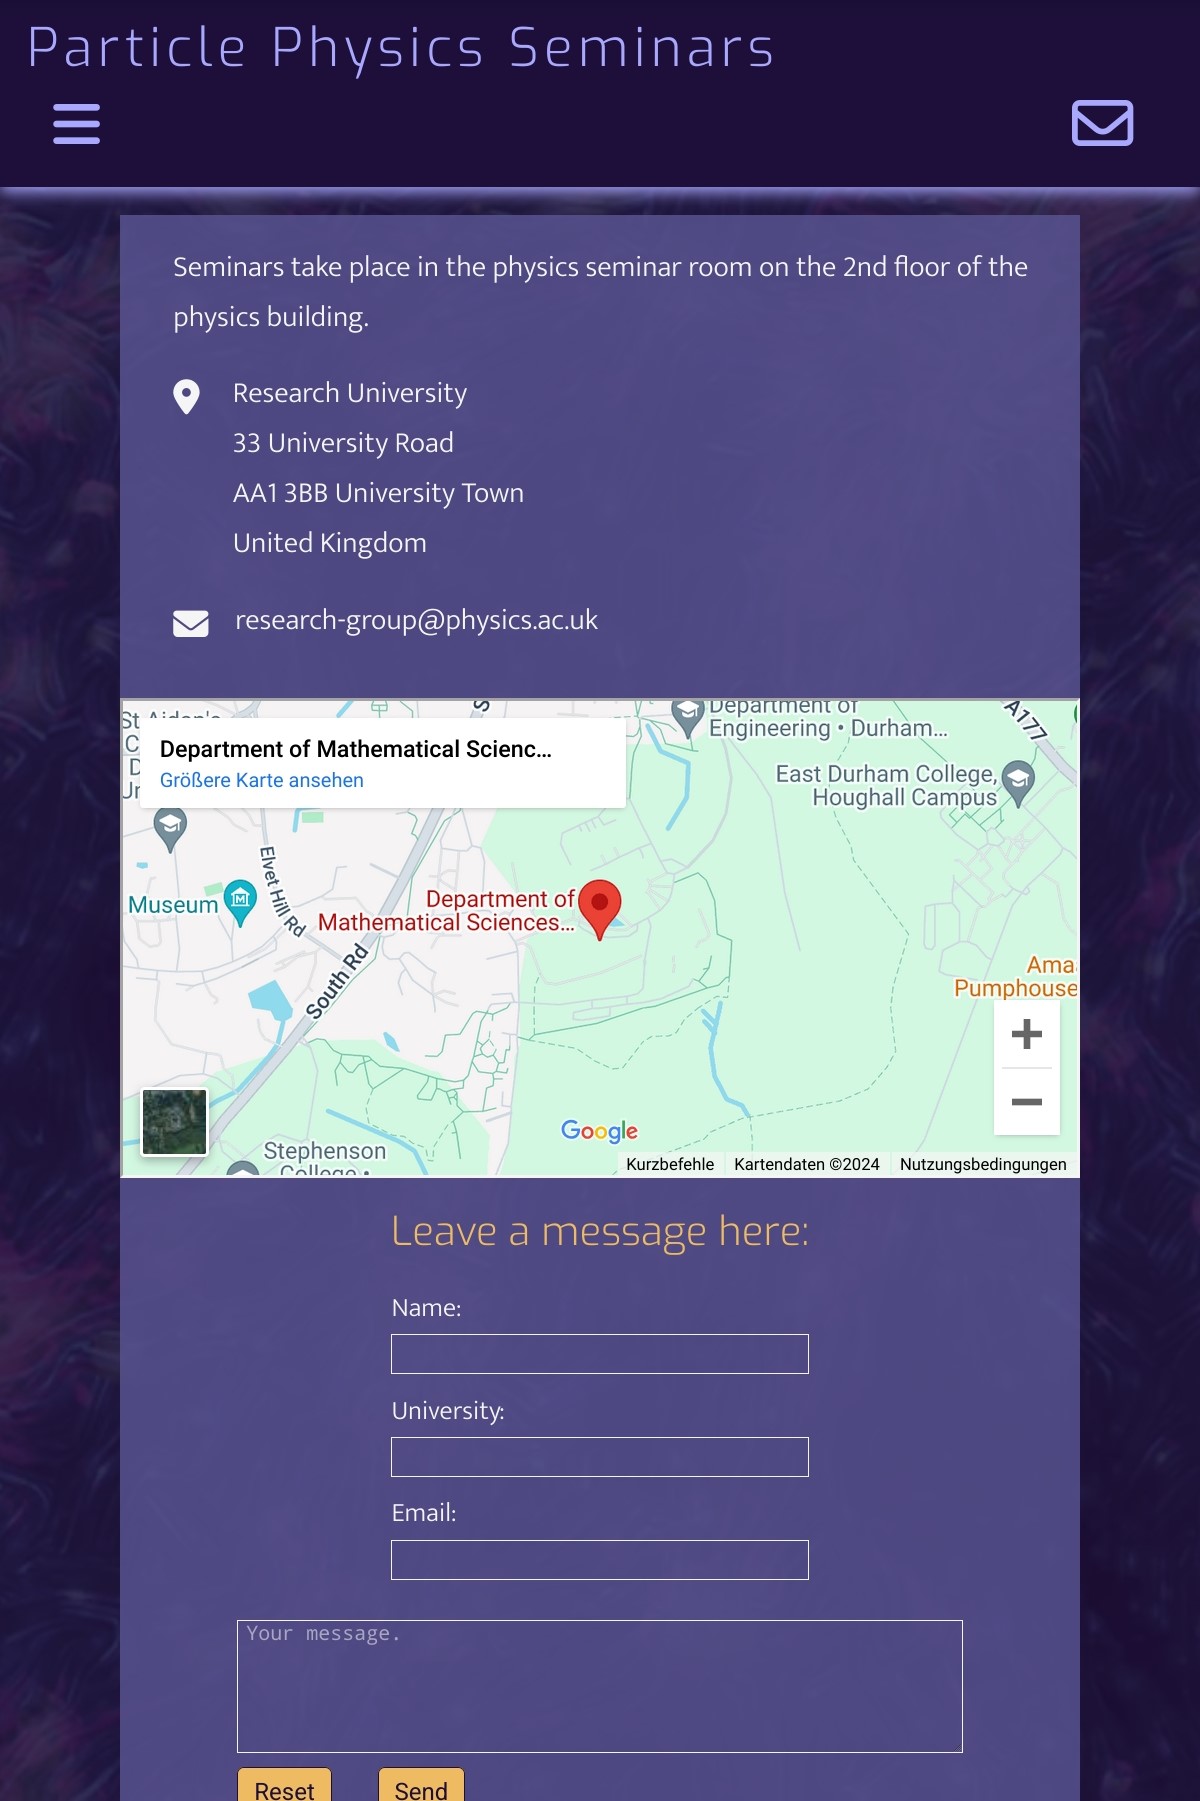 Particle Physics Seminars
Seminars take place in the physics seminar room on the 2nd floor of the
physics building.
Research University
33 University Road
AA1 3BB University Town
United Kingdom
research-group@physics.ac.uk
St Aidan's
Department of Mathematical Scienc...
Größere Karte ansehen
Department of
Engineering • Durham...
A177
East Durham College,
Houghall Campus
Elvet Hill Rd
Museum
Department of
Mathematical Sciences...
South Rd
Ama
Pumphouse
Stephenson
College •
Google
Kurzbefehle
Kartendaten ©2024
Nutzungsbedingungen
Leave a message here:
Name:
University:
Email:
Your message.
Reset
Send